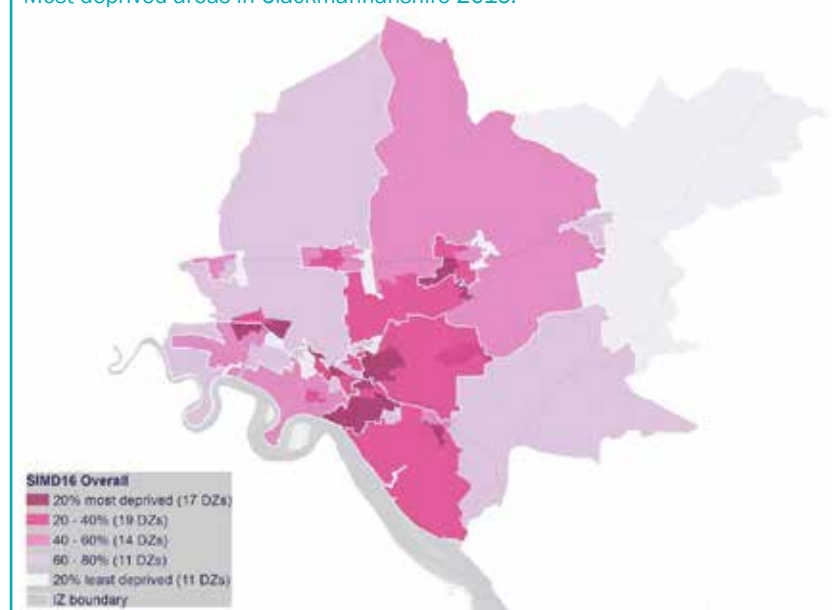 Most deprived areas in Clackmannanshire 2016.
SIMD16 Overall
20% most deprived (17 DZs)
20 - 40% (19 DZs)
40 - 60% (14 DZs)
60 - 80% (11 DZs)
20% least deprived (11 DZs)
IZ boundary